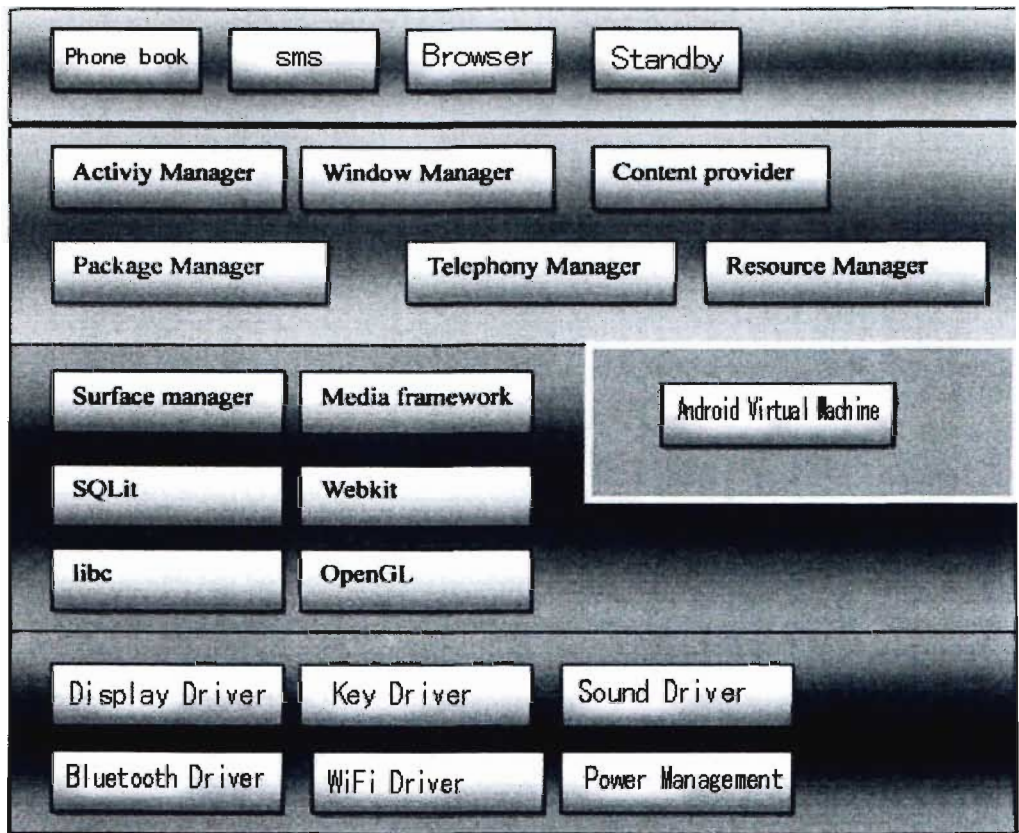 Phone book sms Browser Standby
Activiy Manager Window Manager Content provider
Package Manager Telephony Manager Resource Manager
Surface manager Media framework
Android Virtual Machine
SQLit Webkit
libc OpenGL
Display Driver Key Driver Sound Driver
Bluetooth Driver WiFi Driver Power Management